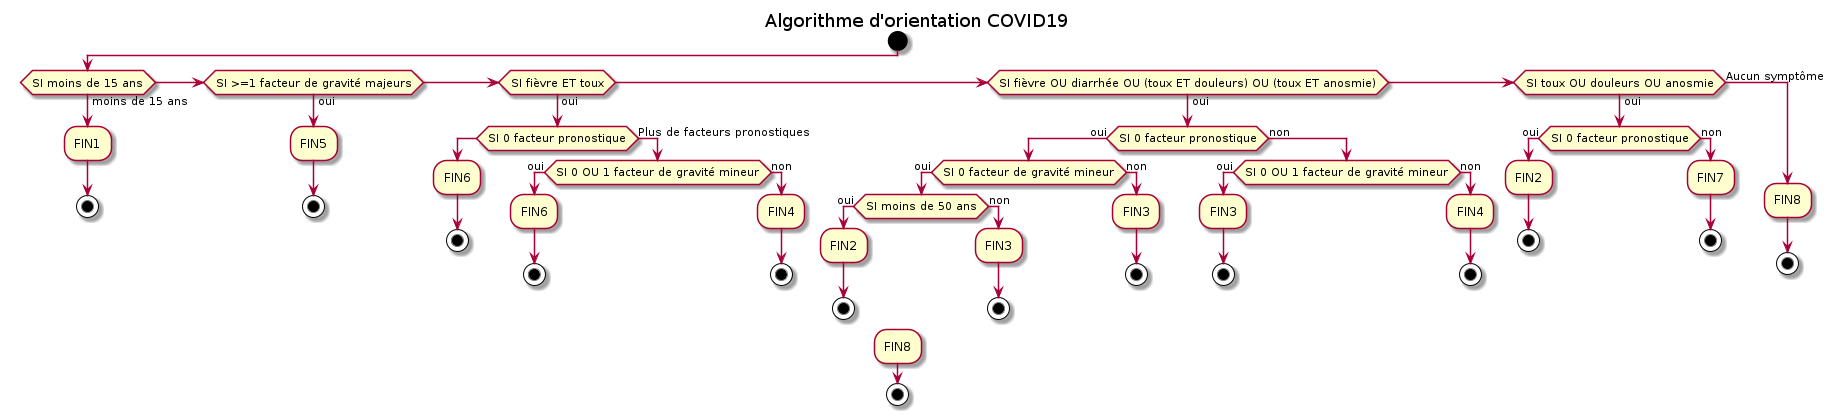 Algorithme d'orientation COVID19
SI moins de 15 ans
SI >=1 facteur de gravité majeurs
SI fièvre ET toux
SI fièvre OU diarrhée OU (toux ET douleurs) OU (toux ET anosmie)
SI toux OU douleurs OU anosmie
Aucun symptôme
moins de 15 ans
oui
oui
oui
oui
FIN1
FIN5
SI 0 facteur pronostique
Plus de facteurs pronostiques
oui
SI 0 facteur pronostique
non
oui
SI 0 facteur pronostique
non
FIN6
oui
SI 0 OU 1 facteur de gravité mineur
non
oui
SI 0 facteur de gravité mineur
non
oui
SI 0 OU 1 facteur de gravité mineur
non
FIN2
FIN7
FIN8
FIN6
FIN4
oui
SI moins de 50 ans
non
FIN3
FIN3
FIN4
FIN2
FIN3
FIN8